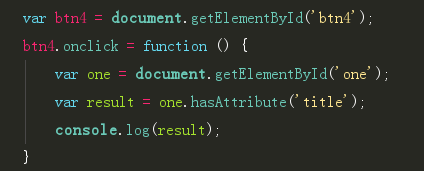 var btn4 = document.getElementById('btn4');
btn4.onclick = function () {
var one = document.getElementById('one');
var result = one.hasAttribute('title');
console.log(result);
}